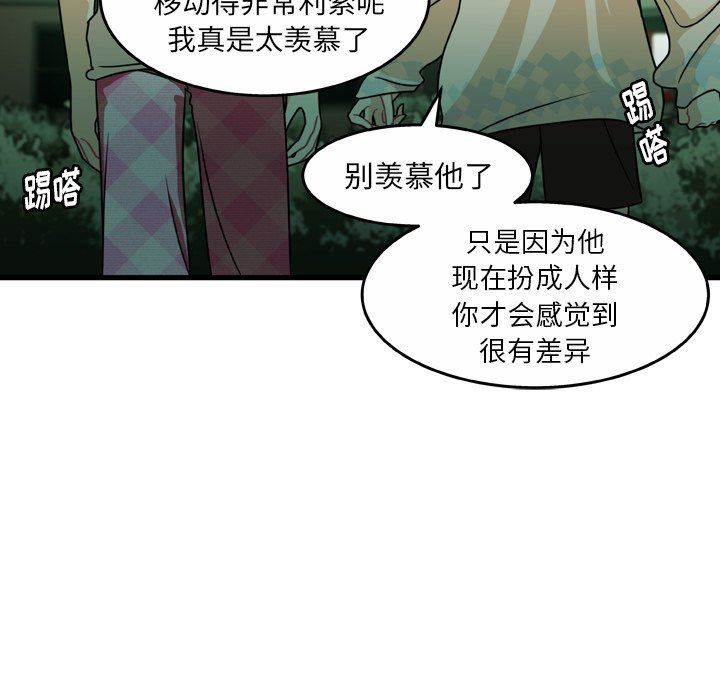 移动得非常利索呢
我真是太羡慕了
踢嗒
踢嗒
别羡慕他了
只是因为他
现在扮成人样
你才会感觉到
很有差异